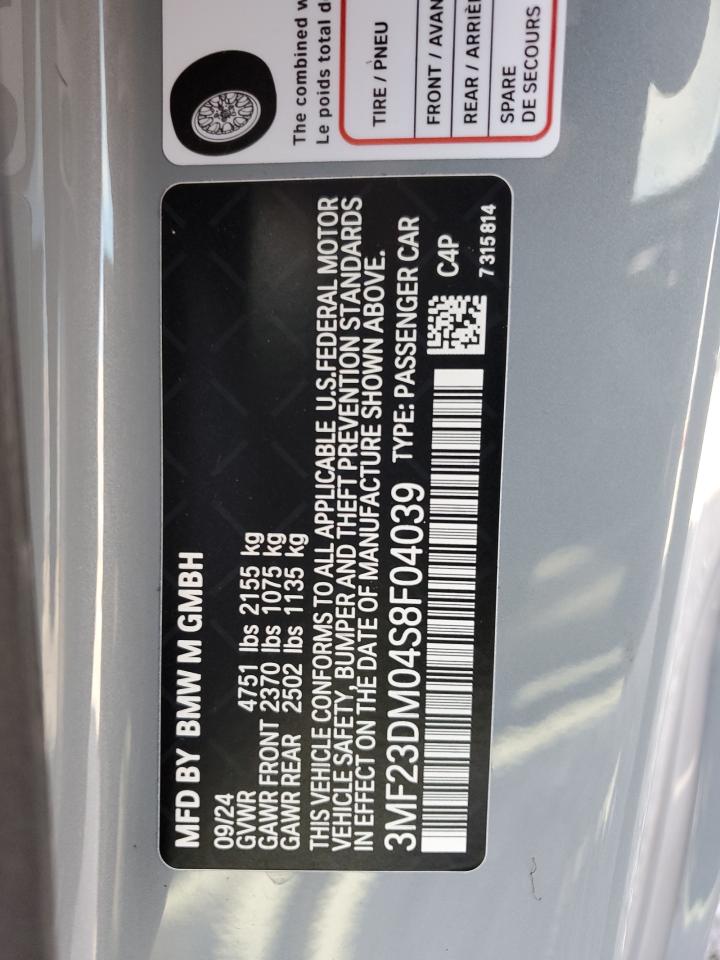 The combined w
Le poids total d
TIRE / PNEU
FRONT / AVAN
REAR / ARRIÈ
SPARE
DE SECOURS
MFD BY BMW M GMBH
09/24
GVWR 4751 lbs 2155 kg
GAWR FRONT 2370 lbs 1075 kg
GAWR REAR 2502 lbs 1135 kg
THIS VEHICLE CONFORMS TO ALL APPLICABLE U.S.FEDERAL MOTOR
VEHICLE SAFETY, BUMPER AND THEFT PREVENTION STANDARDS
IN EFFECT ON THE DATE OF MANUFACTURE SHOWN ABOVE.
3MF23DM04S8F04039 TYPE: PASSENGER CAR
C4P
7315814